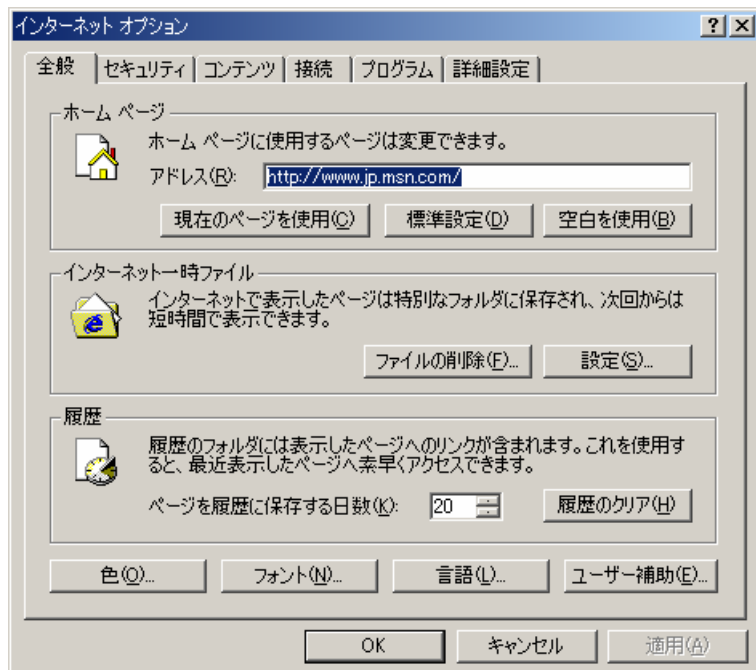 インターネット オプション
全般 セキュリティ コンテンツ 接続 プログラム 詳細設定
ホーム ページ
ホーム ページに使用するページは変更できます。
アドレス(R): http://www.jp.msn.com/
現在のページを使用(C) 標準設定(D) 空白を使用(B)
インターネット一時ファイル
インターネットで表示したページは特別なフォルダに保存され、次回からは
短時間で表示できます。
ファイルの削除(F)... 設定(S)...
履歴
履歴のフォルダには表示したページへのリンクが含まれます。これを使用す
ると、最近表示したページへ素早くアクセスできます。
ページを履歴に保存する日数(K): 20 履歴のクリア(H)
色(O)... フォント(N)... 言語(L)... ユーザー補助(E)...
OK キャンセル 適用(A)